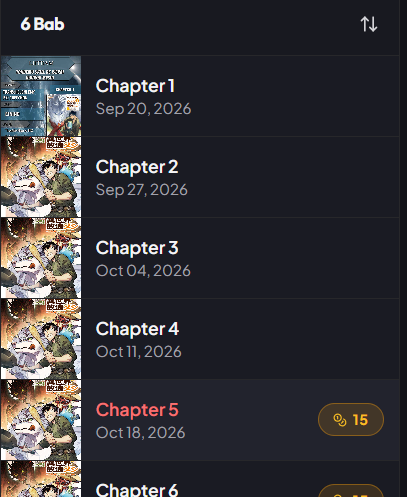 6 Bab
Chapter 1
Sep 20, 2026
Chapter 2
Sep 27, 2026
Chapter 3
Oct 04, 2026
Chapter 4
Oct 11, 2026
Chapter 5
Oct 18, 2026
15
Chapter 6